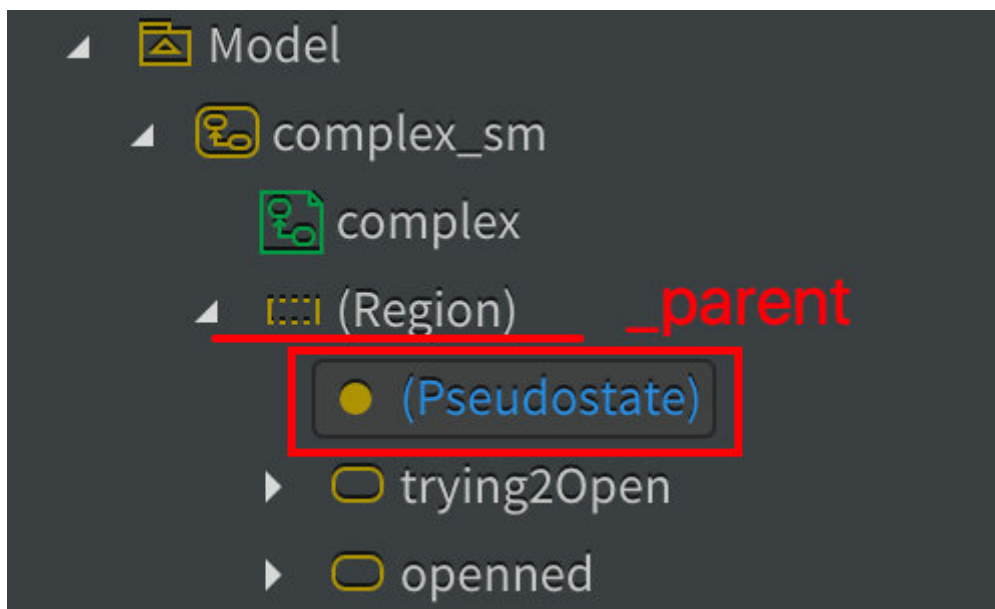 Model
complex_sm
complex
(Region) _parent
(Pseudostate)
trying2Open
openned